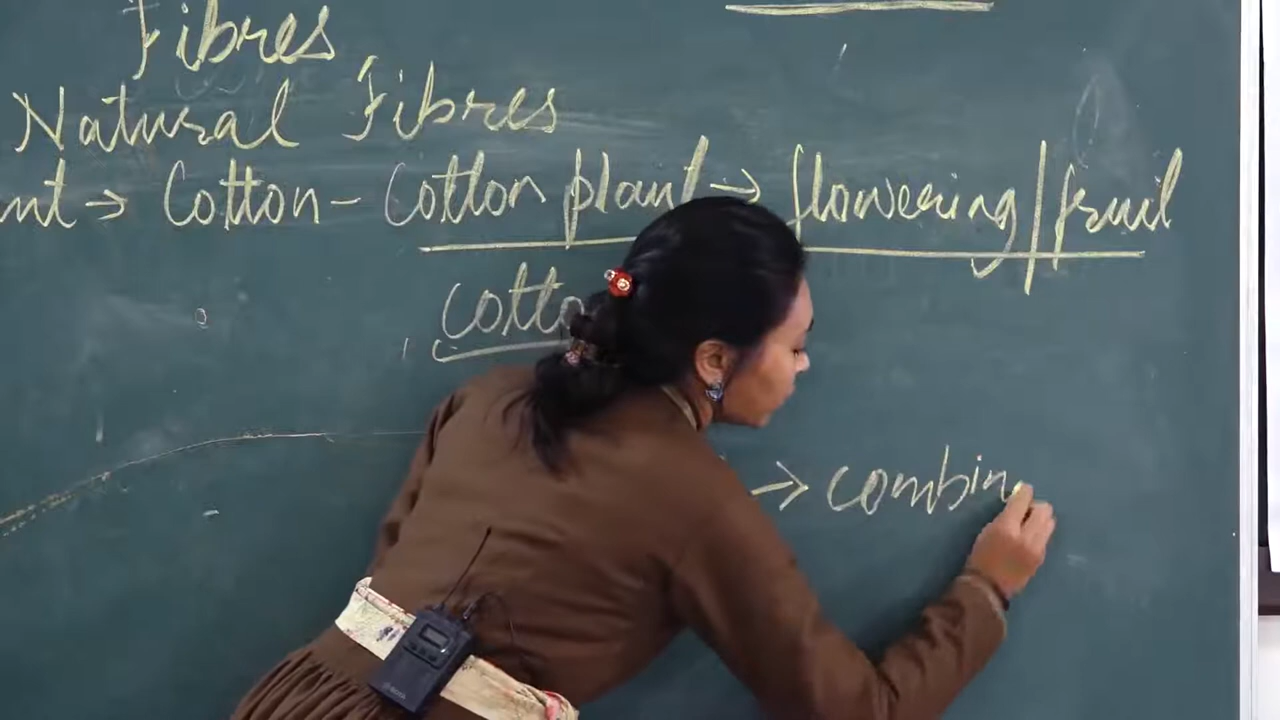 Fibres
Natural Fibres
nt → Cotton - Cotton plant → flowering/fruit
cotto
→ combin